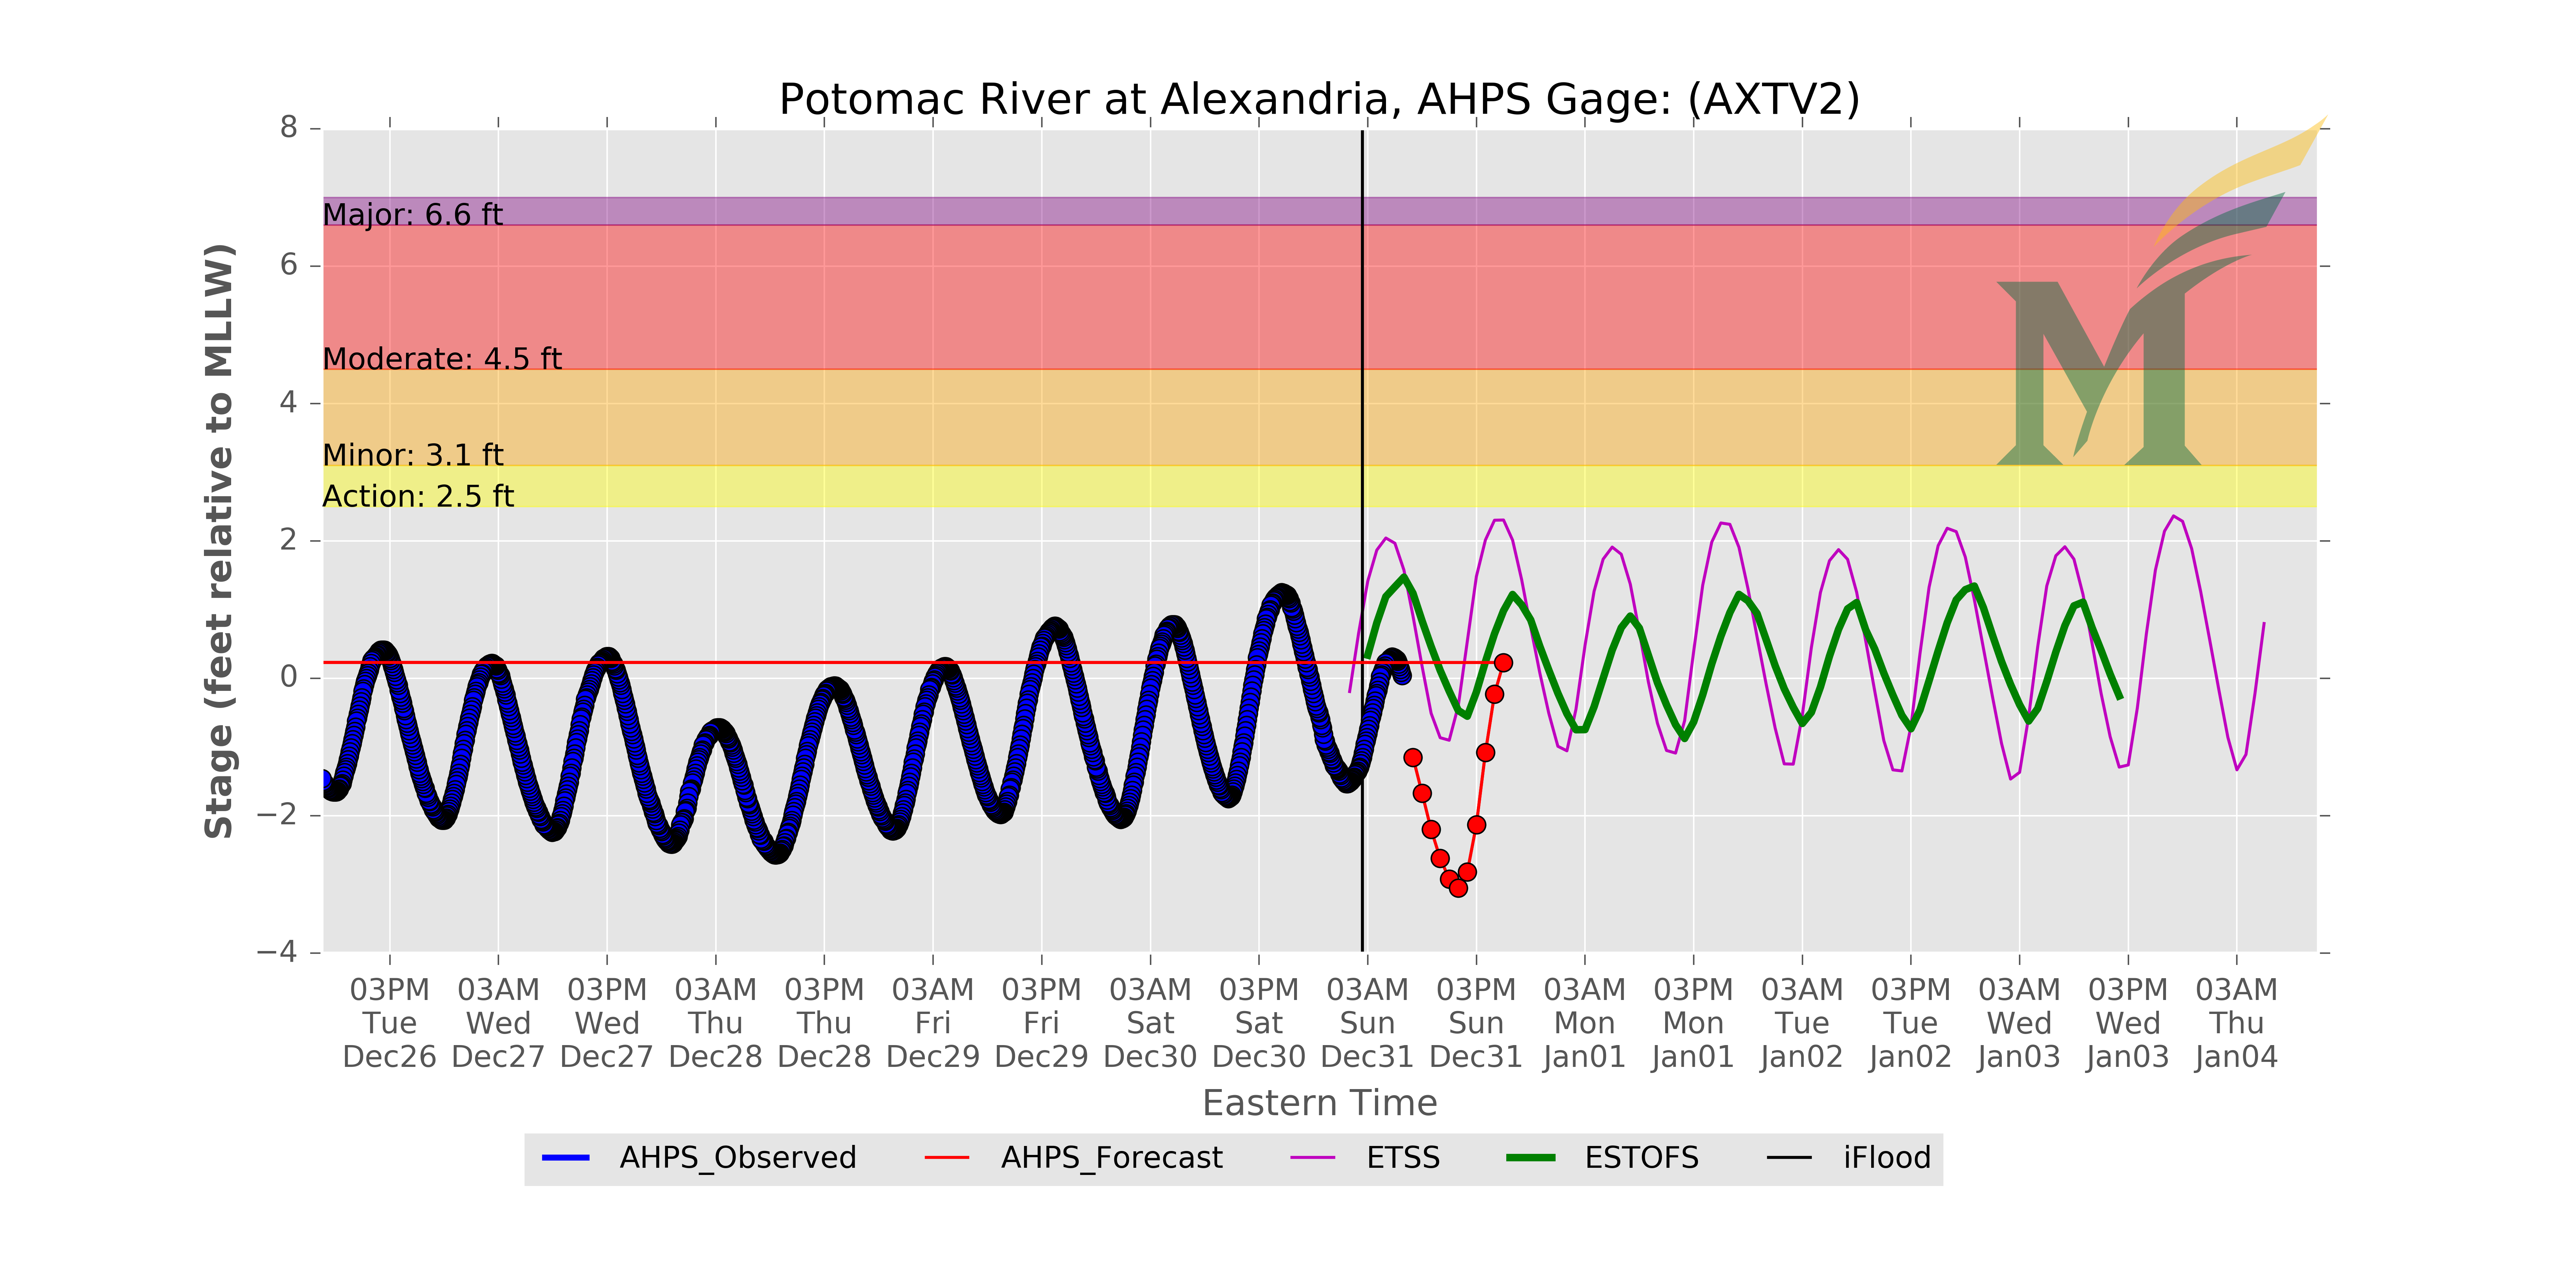 Potomac River at Alexandria, AHPS Gage: (AXTV2)
Stage (feet relative to MLLW)
8
6
4
2
0
−2
−4
Major: 6.6 ft
Moderate: 4.5 ft
Minor: 3.1 ft
Action: 2.5 ft
M
03PM 03AM 03PM 03AM 03PM 03AM 03PM 03AM 03PM 03AM 03PM 03AM 03PM 03AM 03PM 03AM 03PM 03AM
Tue Wed Wed Thu Thu Fri Fri Sat Sat Sun Sun Mon Mon Tue Tue Wed Wed Thu
Dec26 Dec27 Dec27 Dec28 Dec28 Dec29 Dec29 Dec30 Dec30 Dec31 Dec31 Jan01 Jan01 Jan02 Jan02 Jan03 Jan03 Jan04
Eastern Time
AHPS_Observed AHPS_Forecast ETSS ESTOFS iFlood